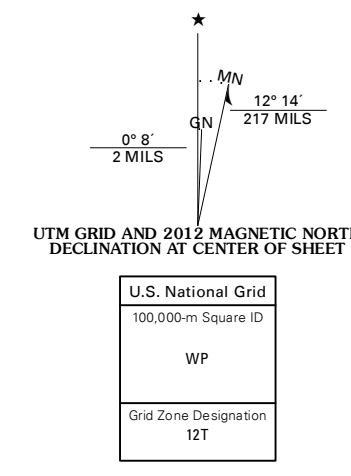 ★
MN
GN
12° 14´
217 MILS
0° 8´
2 MILS
UTM GRID AND 2012 MAGNETIC NORT
DECLINATION AT CENTER OF SHEET
U.S. National Grid
100,000-m Square ID
WP
Grid Zone Designation
12T